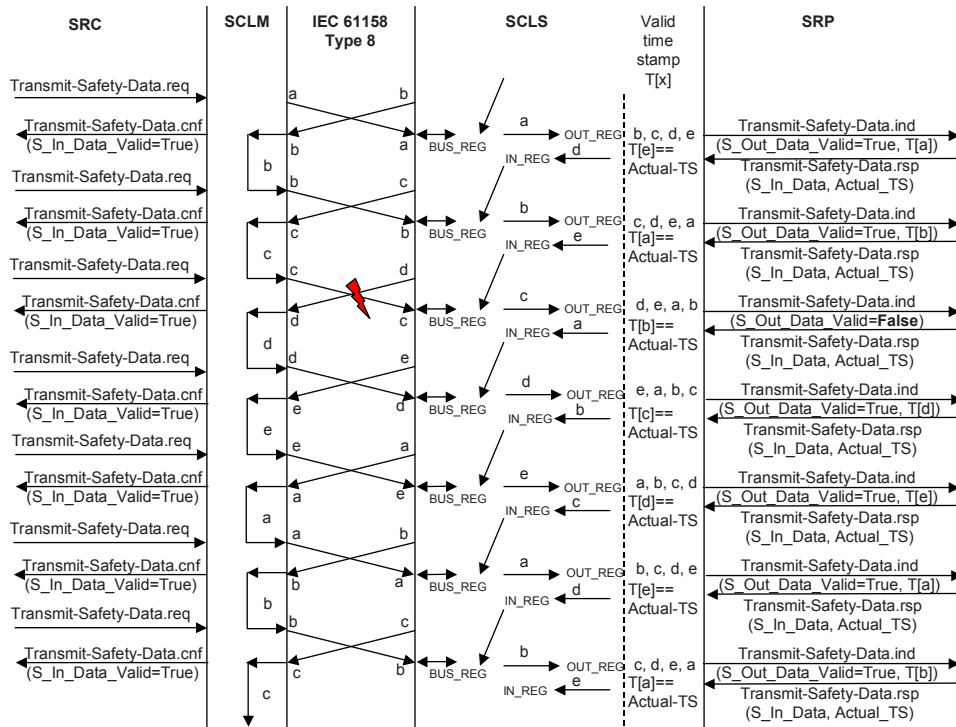 SRC
SCLM
IEC 61158
Type 8
SCLS
Valid
time
stamp
T[x]
SRP
Transmit-Safety-Data.req
a
b
Transmit-Safety-Data.cnf
(S_In_Data_Valid=True)
b
a
BUS_REG
a
OUT_REG
IN_REG
d
b, c, d, e
T[e]==
Actual-TS
Transmit-Safety-Data.ind
(S_Out_Data_Valid=True, T[a])
Transmit-Safety-Data.rsp
(S_In_Data, Actual_TS)
b
Transmit-Safety-Data.req
b
c
Transmit-Safety-Data.cnf
(S_In_Data_Valid=True)
c
b
BUS_REG
b
OUT_REG
IN_REG
e
c, d, e, a
T[a]==
Actual-TS
Transmit-Safety-Data.ind
(S_Out_Data_Valid=True, T[b])
Transmit-Safety-Data.rsp
(S_In_Data, Actual_TS)
c
Transmit-Safety-Data.req
c
d
Transmit-Safety-Data.cnf
(S_In_Data_Valid=True)
d
c
BUS_REG
c
OUT_REG
IN_REG
a
d, e, a, b
T[b]==
Actual-TS
Transmit-Safety-Data.ind
(S_Out_Data_Valid=False)
Transmit-Safety-Data.rsp
(S_In_Data, Actual_TS)
d
Transmit-Safety-Data.req
d
e
Transmit-Safety-Data.cnf
(S_In_Data_Valid=True)
e
d
BUS_REG
d
OUT_REG
IN_REG
b
e, a, b, c
T[c]==
Actual-TS
Transmit-Safety-Data.ind
(S_Out_Data_Valid=True, T[d])
Transmit-Safety-Data.rsp
(S_In_Data, Actual_TS)
e
Transmit-Safety-Data.req
e
a
Transmit-Safety-Data.cnf
(S_In_Data_Valid=True)
a
e
BUS_REG
e
OUT_REG
IN_REG
c
a, b, c, d
T[d]==
Actual-TS
Transmit-Safety-Data.ind
(S_Out_Data_Valid=True, T[e])
Transmit-Safety-Data.rsp
(S_In_Data, Actual_TS)
a
Transmit-Safety-Data.req
a
b
Transmit-Safety-Data.cnf
(S_In_Data_Valid=True)
b
a
BUS_REG
a
OUT_REG
IN_REG
d
b, c, d, e
T[e]==
Actual-TS
Transmit-Safety-Data.ind
(S_Out_Data_Valid=True, T[a])
Transmit-Safety-Data.rsp
(S_In_Data, Actual_TS)
b
Transmit-Safety-Data.req
b
c
Transmit-Safety-Data.cnf
(S_In_Data_Valid=True)
c
b
BUS_REG
b
OUT_REG
IN_REG
e
c, d, e, a
T[a]==
Actual-TS
Transmit-Safety-Data.ind
(S_Out_Data_Valid=True, T[b])
Transmit-Safety-Data.rsp
(S_In_Data, Actual_TS)
c